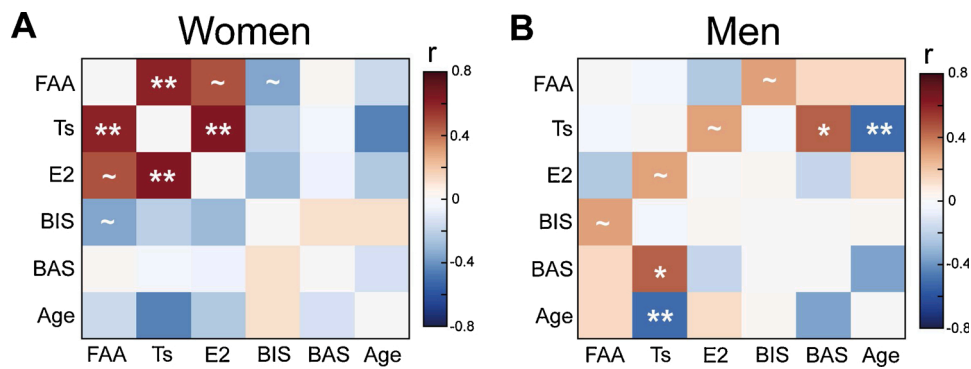 A Women
r
FAA ** ~ ~
Ts ** **
E2 ~ **
BIS ~
BAS
Age
FAA Ts E2 BIS BAS Age
0.8
0.4
0
-0.4
-0.8
B Men
r
FAA ~
Ts ~ * **
E2 ~
BIS ~
BAS *
Age **
FAA Ts E2 BIS BAS Age
0.8
0.4
0
-0.4
-0.8